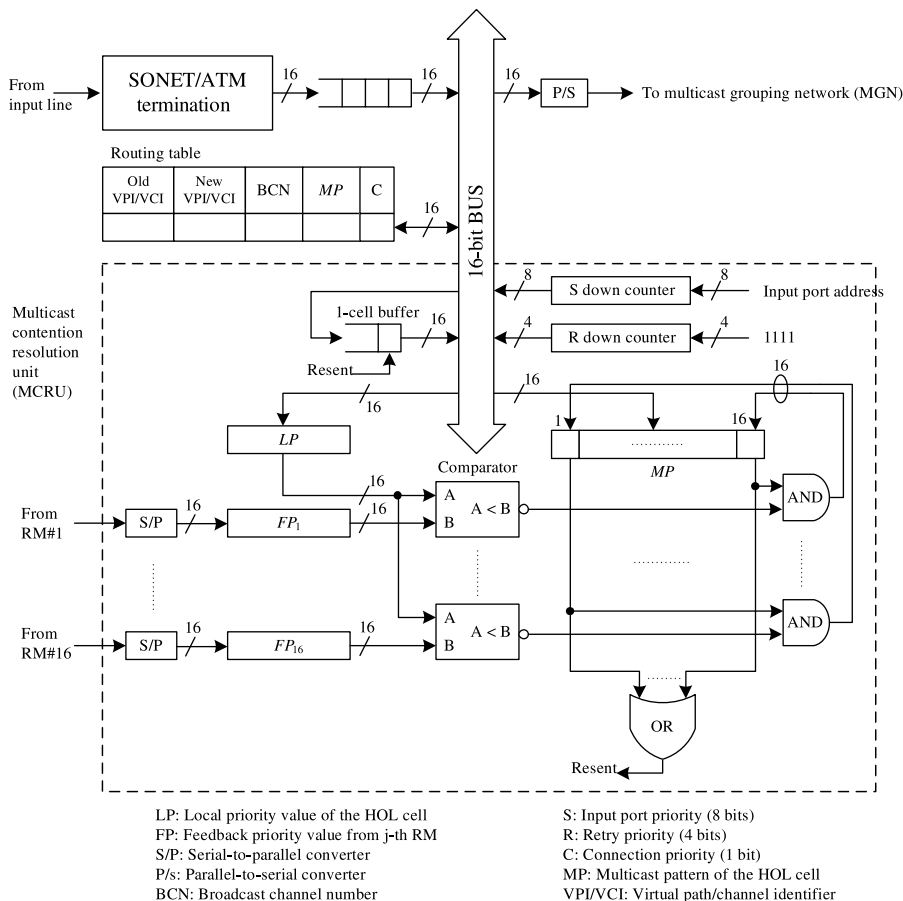 From
input line
SONET/ATM
termination
16
16
16
P/S
To multicast grouping network (MGN)
Routing table
Old
VPI/VCI
New
VPI/VCI
BCN
MP
C
16
16-bit BUS
Multicast
contention
resolution
unit
(MCRU)
1-cell buffer
16
Resent
8
S down counter
8
Input port address
4
R down counter
4
1111
16
16
16
LP
1
............
16
MP
Comparator
16
A
B
A < B
AND
From
RM#1
S/P
16
FP1
16
From
RM#16
S/P
16
FP16
16
A
B
A < B
AND
OR
Resent
LP: Local priority value of the HOL cell
FP: Feedback priority value from j-th RM
S/P: Serial-to-parallel converter
P/s: Parallel-to-serial converter
BCN: Broadcast channel number
S: Input port priority (8 bits)
R: Retry priority (4 bits)
C: Connection priority (1 bit)
MP: Multicast pattern of the HOL cell
VPI/VCI: Virtual path/channel identifier